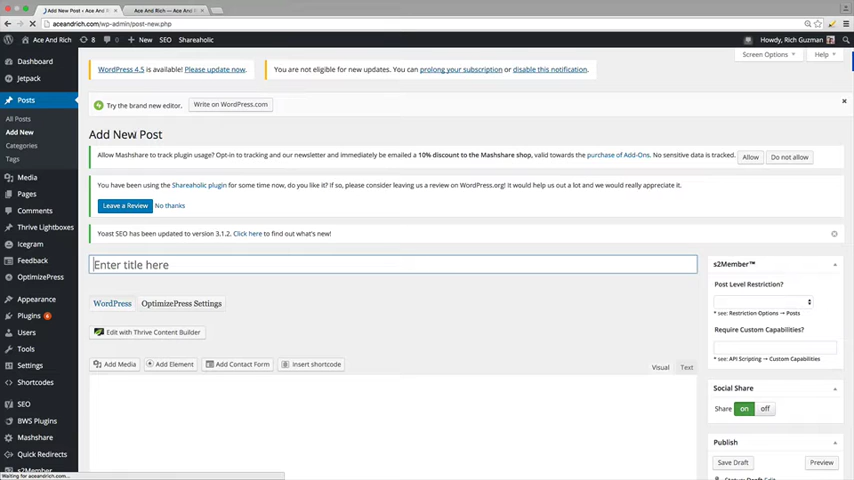 Add New Post ‹ Ace And R
Ace And Rich — Ace And R
aceandrich.com/wp-admin/post-new.php
Ace And Rich
8
0
+ New
SEO
Shareaholic
Howdy, Rich Guzman
Screen Options
Help
Dashboard
Jetpack
Posts
All Posts
Add New
Categories
Tags
Media
Pages
Comments
Thrive Lightboxes
Icegram
Feedback
OptimizePress
Appearance
Plugins 6
Users
Tools
Settings
Shortcodes
SEO
BWS Plugins
Mashshare
Quick Redirects
s2Member
Waiting for aceandrich.com...
WordPress 4.5 is available! Please update now.
You are not eligible for new updates. You can prolong your subscription or disable this notification.
Try the brand new editor.
Write on WordPress.com
Add New Post
Allow Mashshare to track plugin usage? Opt-in to tracking and our newsletter and immediately be emailed a 10% discount to the Mashshare shop, valid towards the purchase of Add-Ons. No sensitive data is tracked.
Allow
Do not allow
You have been using the Shareaholic plugin for some time now, do you like it? If so, please consider leaving us a review on WordPress.org! It would help us out a lot and we would really appreciate it.
Leave a Review
No thanks
Yoast SEO has been updated to version 3.1.2. Click here to find out what's new!
Enter title here
WordPress
OptimizePress Settings
Edit with Thrive Content Builder
Add Media
Add Element
Add Contact Form
Insert shortcode
Visual
Text
s2Member™
Post Level Restriction?
* see: Restriction Options → Posts
Require Custom Capabilities?
* see: API Scripting → Custom Capabilities
Social Share
Share
on
off
Publish
Save Draft
Preview
Status: Draft Edit